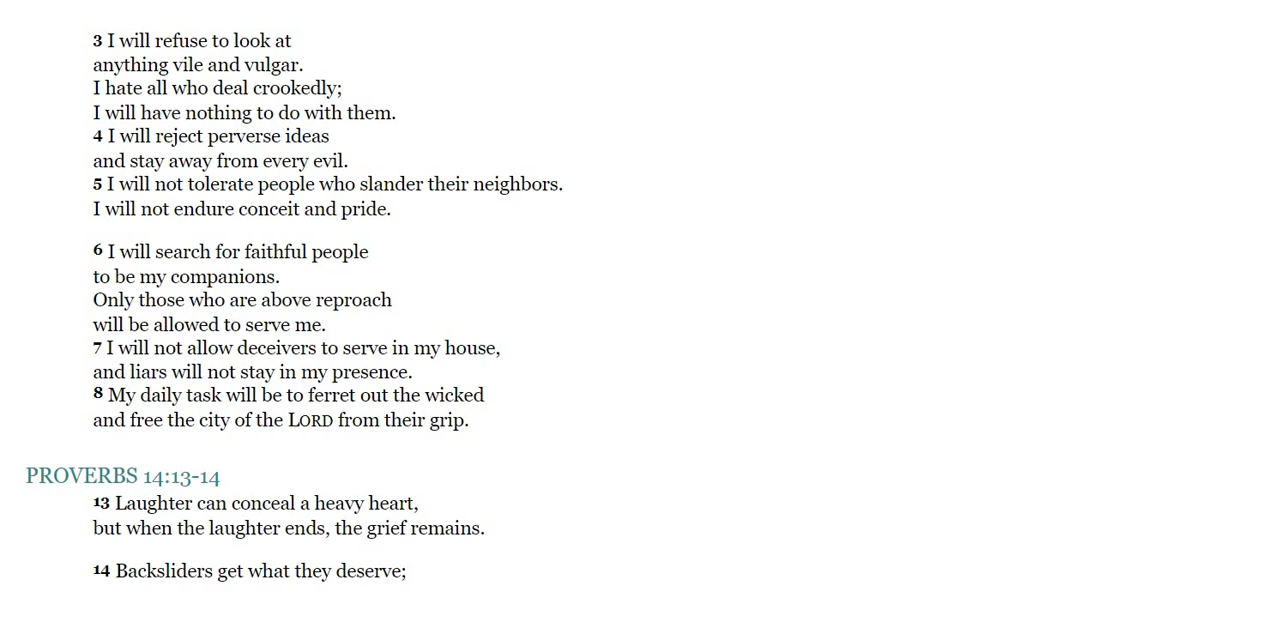 3 I will refuse to look at
anything vile and vulgar.
I hate all who deal crookedly;
I will have nothing to do with them.
4 I will reject perverse ideas
and stay away from every evil.
5 I will not tolerate people who slander their neighbors.
I will not endure conceit and pride.
6 I will search for faithful people
to be my companions.
Only those who are above reproach
will be allowed to serve me.
7 I will not allow deceivers to serve in my house,
and liars will not stay in my presence.
8 My daily task will be to ferret out the wicked
and free the city of the LORD from their grip.
PROVERBS 14:13-14
13 Laughter can conceal a heavy heart,
but when the laughter ends, the grief remains.
14 Backsliders get what they deserve;